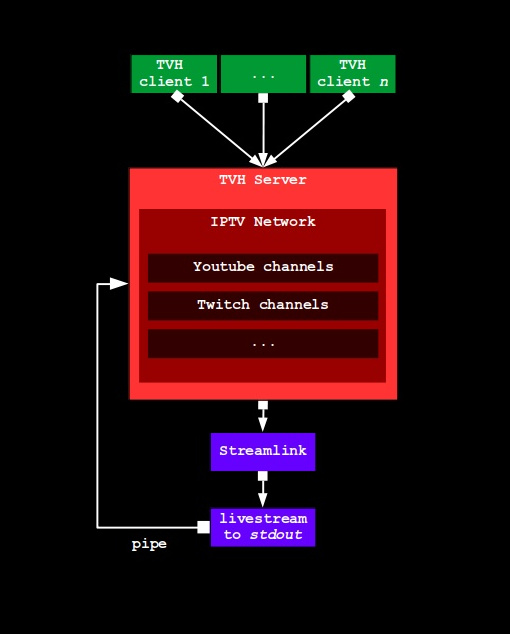 TVH
client 1
...
TVH
client n
TVH Server
IPTV Network
Youtube channels
Twitch channels
...
Streamlink
livestream
to stdout
pipe